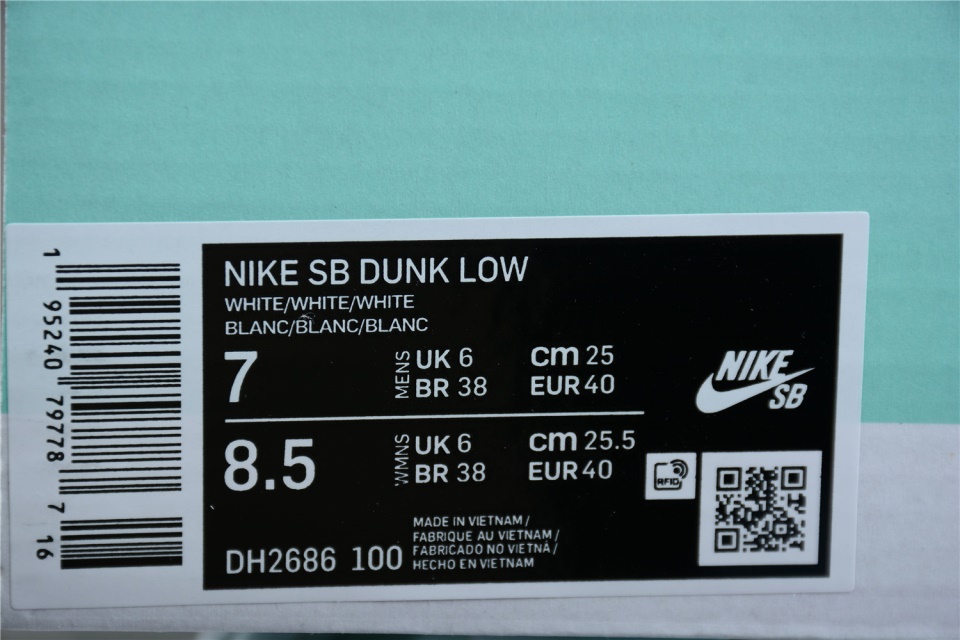 1 95240 79778 7 16
NIKE SB DUNK LOW
WHITE/WHITE/WHITE
BLANC/BLANC/BLANC
7
MENS
UK 6 cm 25
BR 38 EUR 40
8.5
WMNS
UK 6 cm 25.5
BR 38 EUR 40
DH2686 100
MADE IN VIETNAM /
FABRIQUE AU VIETNAM /
FABRICADO NO VIETNÃ /
HECHO EN VIETNAM
NIKE
SB
RFID